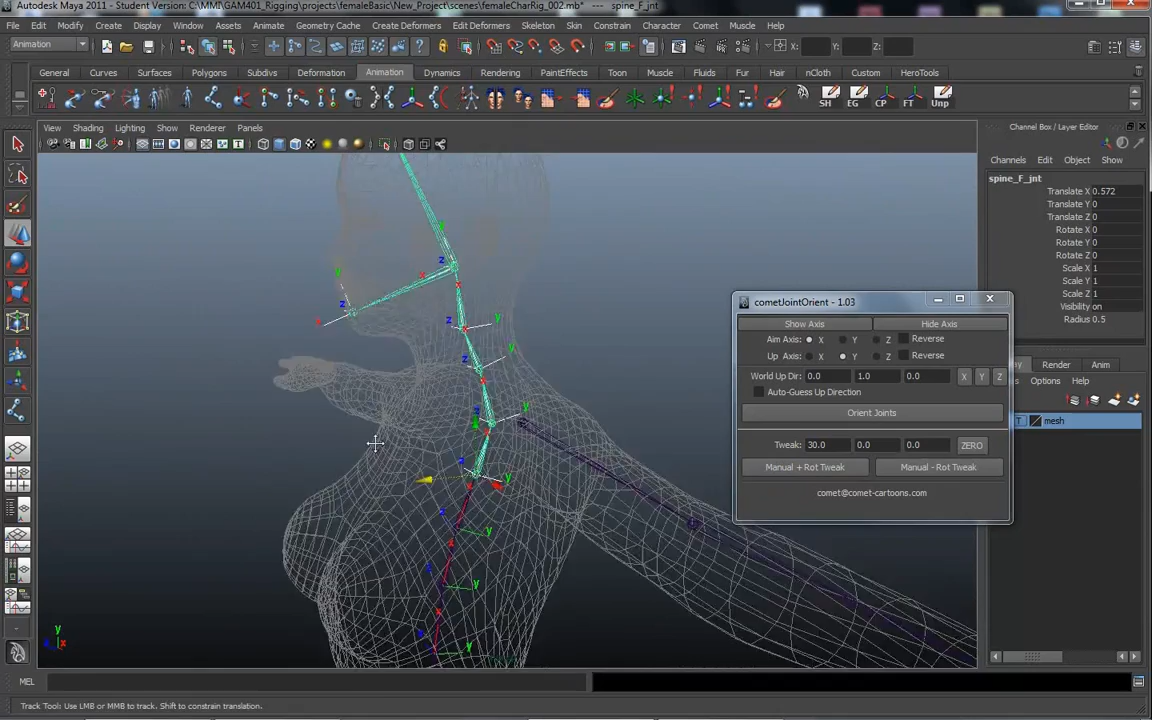 Autodesk Maya 2011 - Student Version: C:\MMI\GAM401_Rigging\projects\femaleBasic\New_Project\scenes\femaleCharRig_002.mb* --- spine_F_jnt
File Edit Modify Create Display Window Assets Animate Geometry Cache Create Deformers Edit Deformers Skeleton Skin Constrain Character Comet Muscle Help
Animation X: Y: Z:
General Curves Surfaces Polygons Subdivs Deformation Animation Dynamics Rendering PaintEffects Toon Muscle Fluids Fur Hair nCloth Custom HeroTools
SH EG CP FT Unp
View Shading Lighting Show Renderer Panels
Channel Box / Layer Editor
Channels Edit Object Show
spine_F_jnt
Translate X 0.572
Translate Y 0
Translate Z 0
Rotate X 0
Rotate Y 0
Rotate Z 0
Scale X 1
Scale Y 1
Scale Z 1
Visibility on
Radius 0.5
cometJointOrient - 1.03
Show Axis Hide Axis
Aim Axis: X Y Z Reverse
Up Axis: X Y Z Reverse
World Up Dir: 0.0 1.0 0.0 X Y Z
Auto-Guess Up Direction
Orient Joints
Tweak: 30.0 0.0 0.0 ZERO
Manual + Rot Tweak Manual - Rot Tweak
comet@comet-cartoons.com
Render Anim
Options Help
T mesh
MEL
Track Tool: Use LMB or MMB to track. Shift to constrain translation.